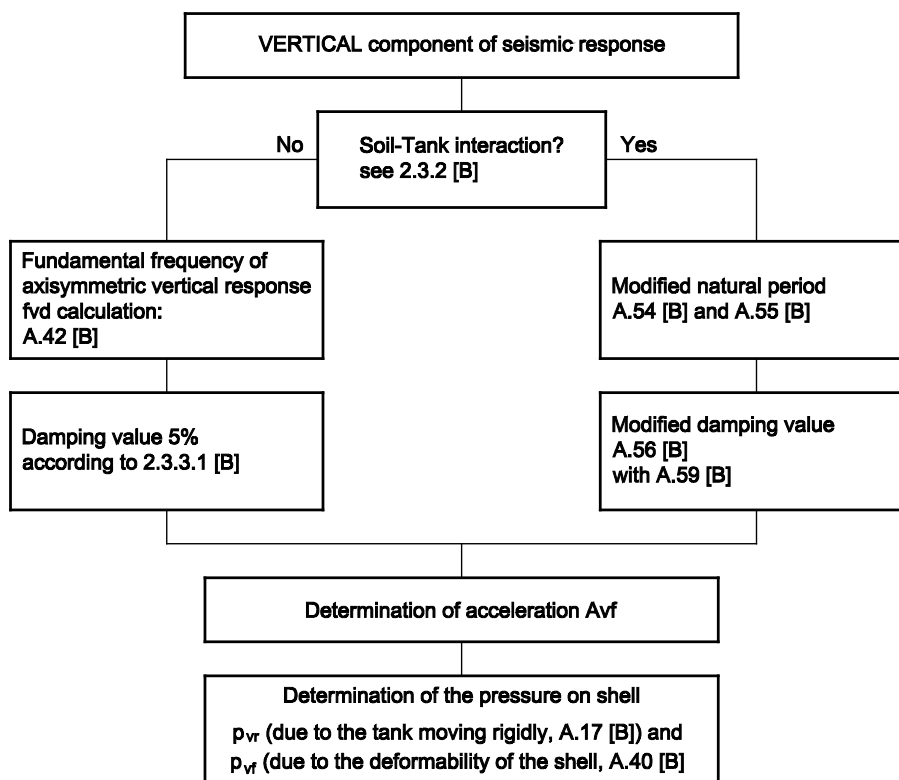 VERTICAL component of seismic response
Soil-Tank interaction?
see 2.3.2 [B]
No
Yes
Fundamental frequency of
axisymmetric vertical response
fvd calculation:
A.42 [B]
Modified natural period
A.54 [B] and A.55 [B]
Damping value 5%
according to 2.3.3.1 [B]
Modified damping value
A.56 [B]
with A.59 [B]
Determination of acceleration Avf
Determination of the pressure on shell
pvr (due to the tank moving rigidly, A.17 [B]) and
pvf (due to the deformability of the shell, A.40 [B]